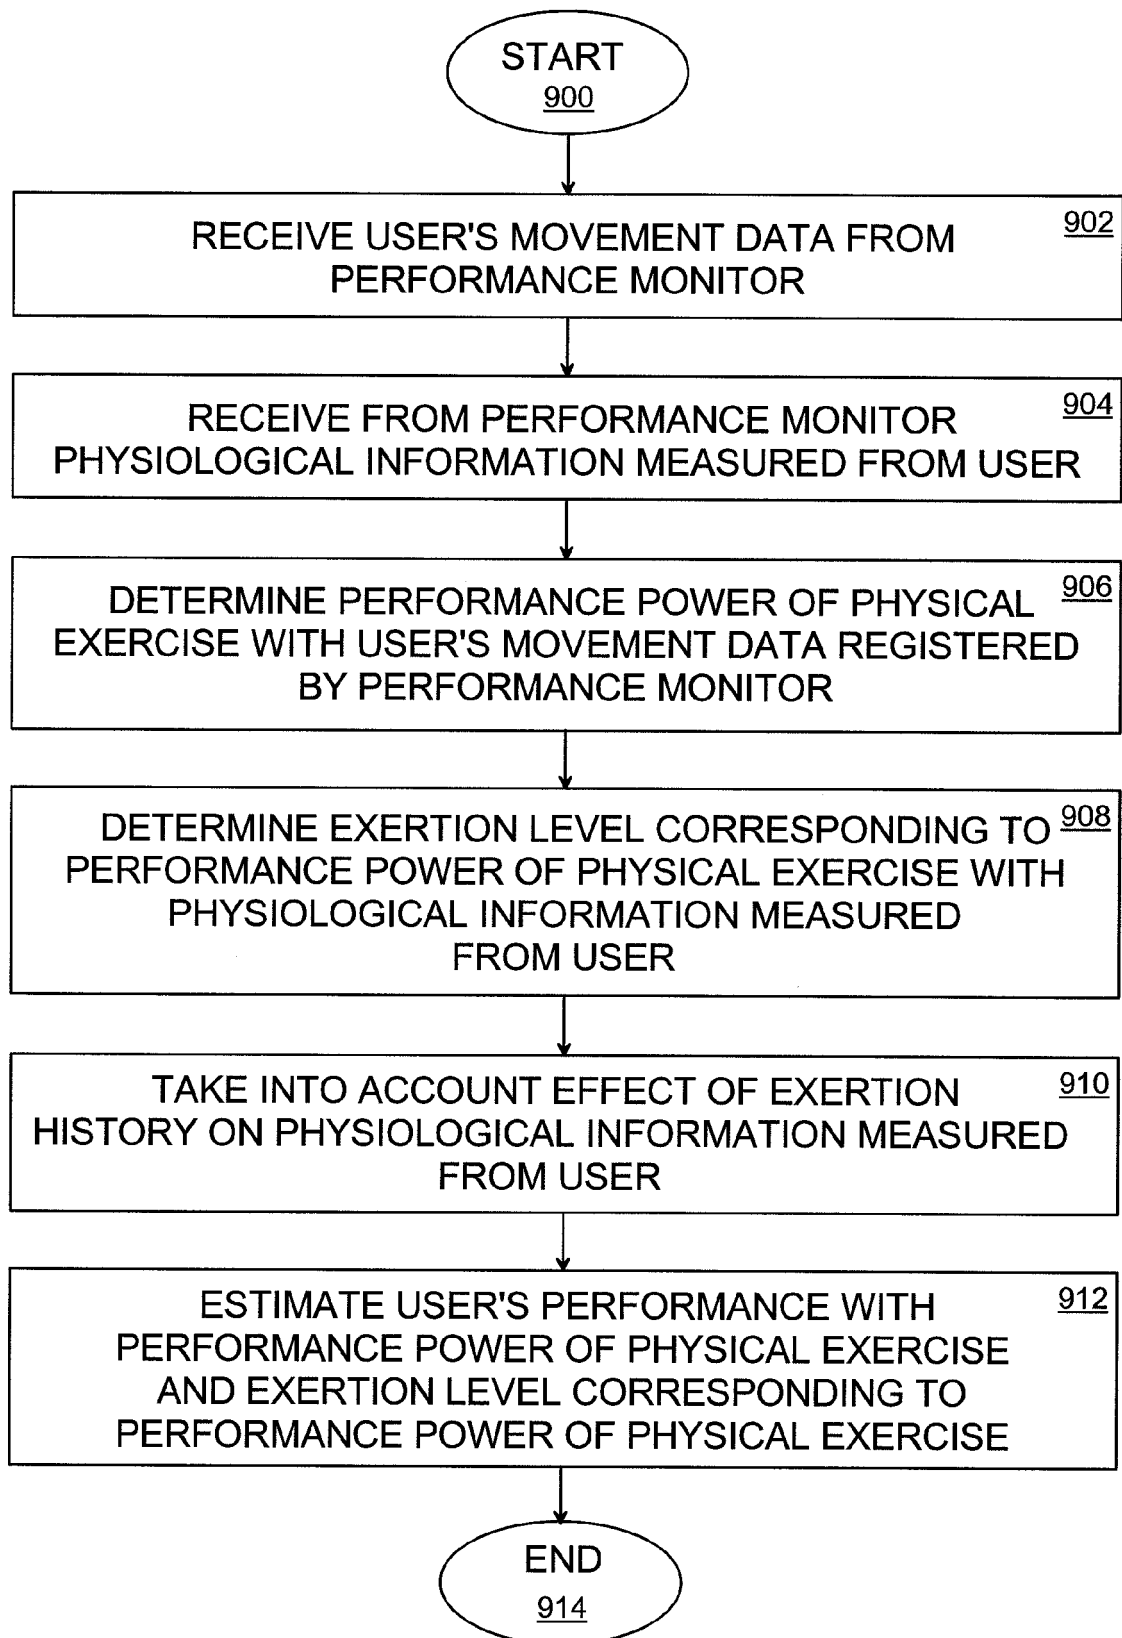 START
900
RECEIVE USER'S MOVEMENT DATA FROM
PERFORMANCE MONITOR
902
RECEIVE FROM PERFORMANCE MONITOR
PHYSIOLOGICAL INFORMATION MEASURED FROM USER
904
DETERMINE PERFORMANCE POWER OF PHYSICAL
EXERCISE WITH USER'S MOVEMENT DATA REGISTERED
BY PERFORMANCE MONITOR
906
DETERMINE EXERTION LEVEL CORRESPONDING TO
PERFORMANCE POWER OF PHYSICAL EXERCISE WITH
PHYSIOLOGICAL INFORMATION MEASURED
FROM USER
908
TAKE INTO ACCOUNT EFFECT OF EXERTION
HISTORY ON PHYSIOLOGICAL INFORMATION MEASURED
FROM USER
910
ESTIMATE USER'S PERFORMANCE WITH
PERFORMANCE POWER OF PHYSICAL EXERCISE
AND EXERTION LEVEL CORRESPONDING TO
PERFORMANCE POWER OF PHYSICAL EXERCISE
912
END
914